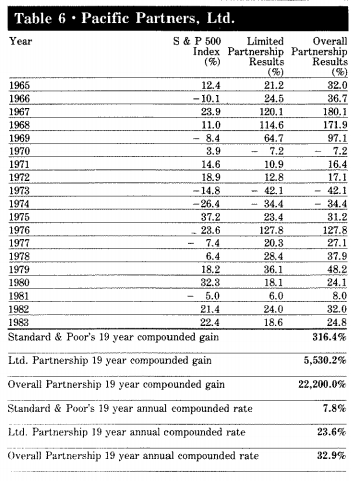 Table 6 • Pacific Partners, Ltd.
Year S & P 500 Limited Overall
Index Partnership Partnership
(%) Results Results
(%) (%)
1965 12.4 21.2 32.0
1966 −10.1 24.5 36.7
1967 23.9 120.1 180.1
1968 11.0 114.6 171.9
1969 − 8.4 64.7 97.1
1970 3.9 − 7.2 − 7.2
1971 14.6 10.9 16.4
1972 18.9 12.8 17.1
1973 −14.8 − 42.1 − 42.1
1974 −26.4 − 34.4 − 34.4
1975 37.2 23.4 31.2
1976 23.6 127.8 127.8
1977 − 7.4 20.3 27.1
1978 6.4 28.4 37.9
1979 18.2 36.1 48.2
1980 32.3 18.1 24.1
1981 − 5.0 6.0 8.0
1982 21.4 24.0 32.0
1983 22.4 18.6 24.8
Standard & Poor's 19 year compounded gain 316.4%
Ltd. Partnership 19 year compounded gain 5,530.2%
Overall Partnership 19 year compounded gain 22,200.0%
Standard & Poor's 19 year annual compounded rate 7.8%
Ltd. Partnership 19 year annual compounded rate 23.6%
Overall Partnership 19 year annual compounded rate 32.9%